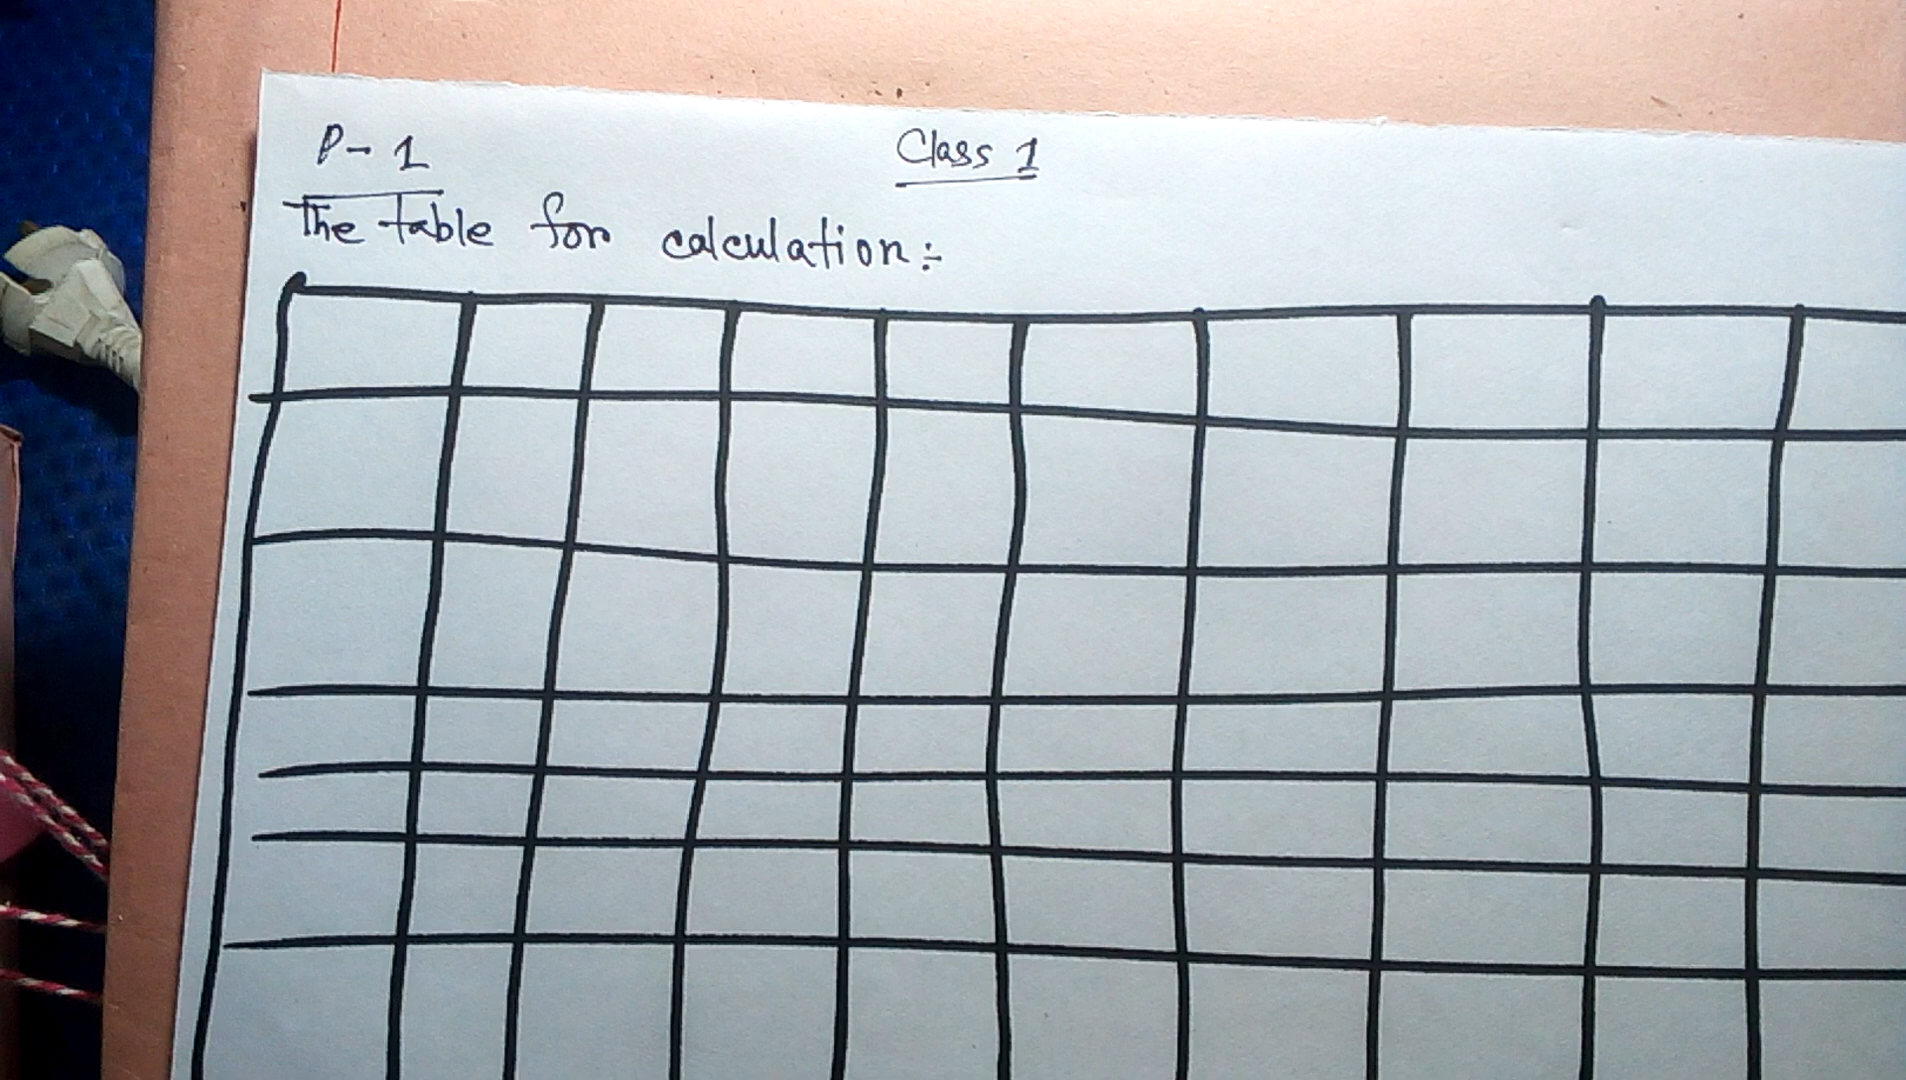 P-1
Class 1
The table for calculation:-